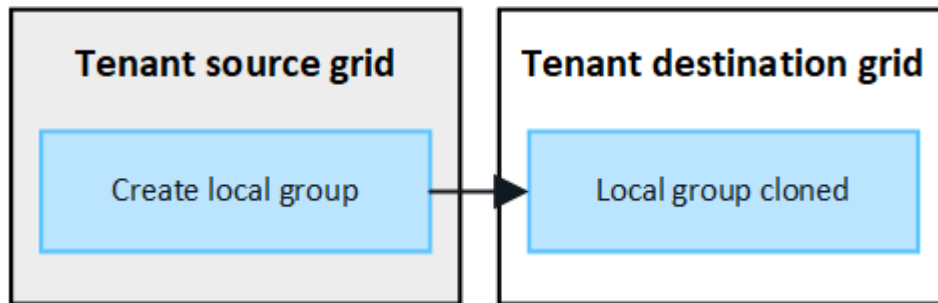 Tenant source grid
Create local group
Tenant destination grid
Local group cloned